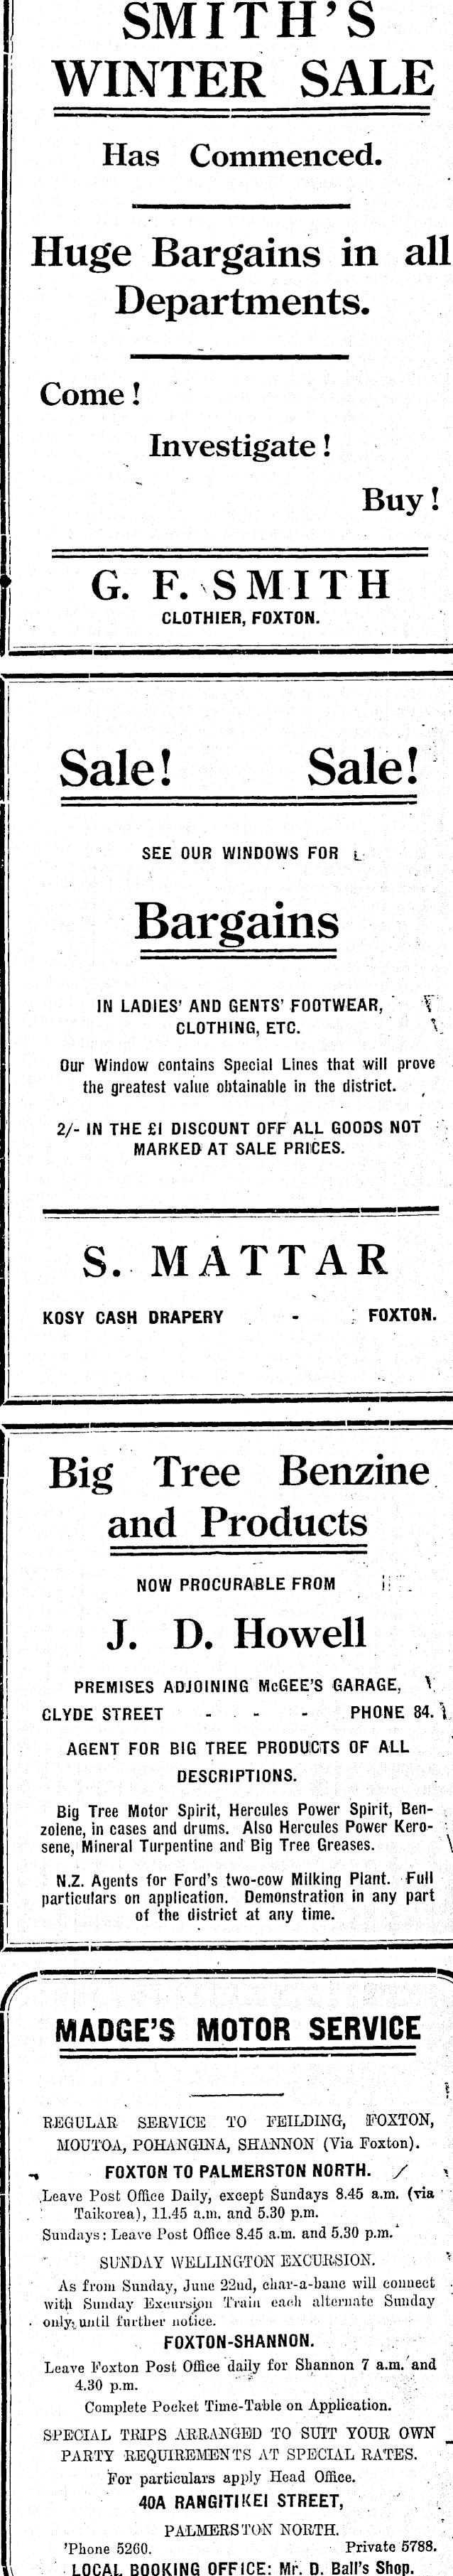 SMITH'S
WINTER SALE
Has Commenced.
Huge Bargains in all
Departments.
Come!
Investigate!
Buy!
G. F. SMITH
CLOTHIER, FOXTON.
Sale! Sale!
SEE OUR WINDOWS FOR
Bargains
IN LADIES' AND GENTS' FOOTWEAR,
CLOTHING, ETC.
Our Window contains Special Lines that will prove
the greatest value obtainable in the district.
2/- IN THE £1 DISCOUNT OFF ALL GOODS NOT
MARKED AT SALE PRICES.
S. MATTAR
KOSY CASH DRAPERY - FOXTON.
Big Tree Benzine
and Products
NOW PROCURABLE FROM
J. D. Howell
PREMISES ADJOINING McGEE'S GARAGE,
CLYDE STREET - - - PHONE 84.
AGENT FOR BIG TREE PRODUCTS OF ALL
DESCRIPTIONS.
Big Tree Motor Spirit, Hercules Power Spirit, Ben-
zolene, in cases and drums. Also Hercules Power Kero-
sene, Mineral Turpentine and Big Tree Greases.
N.Z. Agents for Ford's two-cow Milking Plant. Full
particulars on application. Demonstration in any part
of the district at any time.
MADGE'S MOTOR SERVICE
REGULAR SERVICE TO FEILDING, FOXTON,
MOUTOA, POHANGINA, SHANNON (Via Foxton).
FOXTON TO PALMERSTON NORTH.
Leave Post Office Daily, except Sundays 8.45 a.m. (via
Taikorea), 11.45 a.m. and 5.30 p.m.
Sundays: Leave Post Office 8.45 a.m. and 5.30 p.m.
SUNDAY WELLINGTON EXCURSION.
As from Sunday, June 22nd, char-a-banc will connect
with Sunday Excursion Train each alternate Sunday
only, until further notice.
FOXTON-SHANNON.
Leave Foxton Post Office daily for Shannon 7 a.m. and
4.30 p.m.
Complete Pocket Time-Table on Application.
SPECIAL TRIPS ARRANGED TO SUIT YOUR OWN
PARTY REQUIREMENTS AT SPECIAL RATES.
For particulars apply Head Office.
40A RANGITIKEI STREET,
PALMERSTON NORTH.
'Phone 5260. Private 5788.
LOCAL BOOKING OFFICE: Mr. D. Ball's Shop.